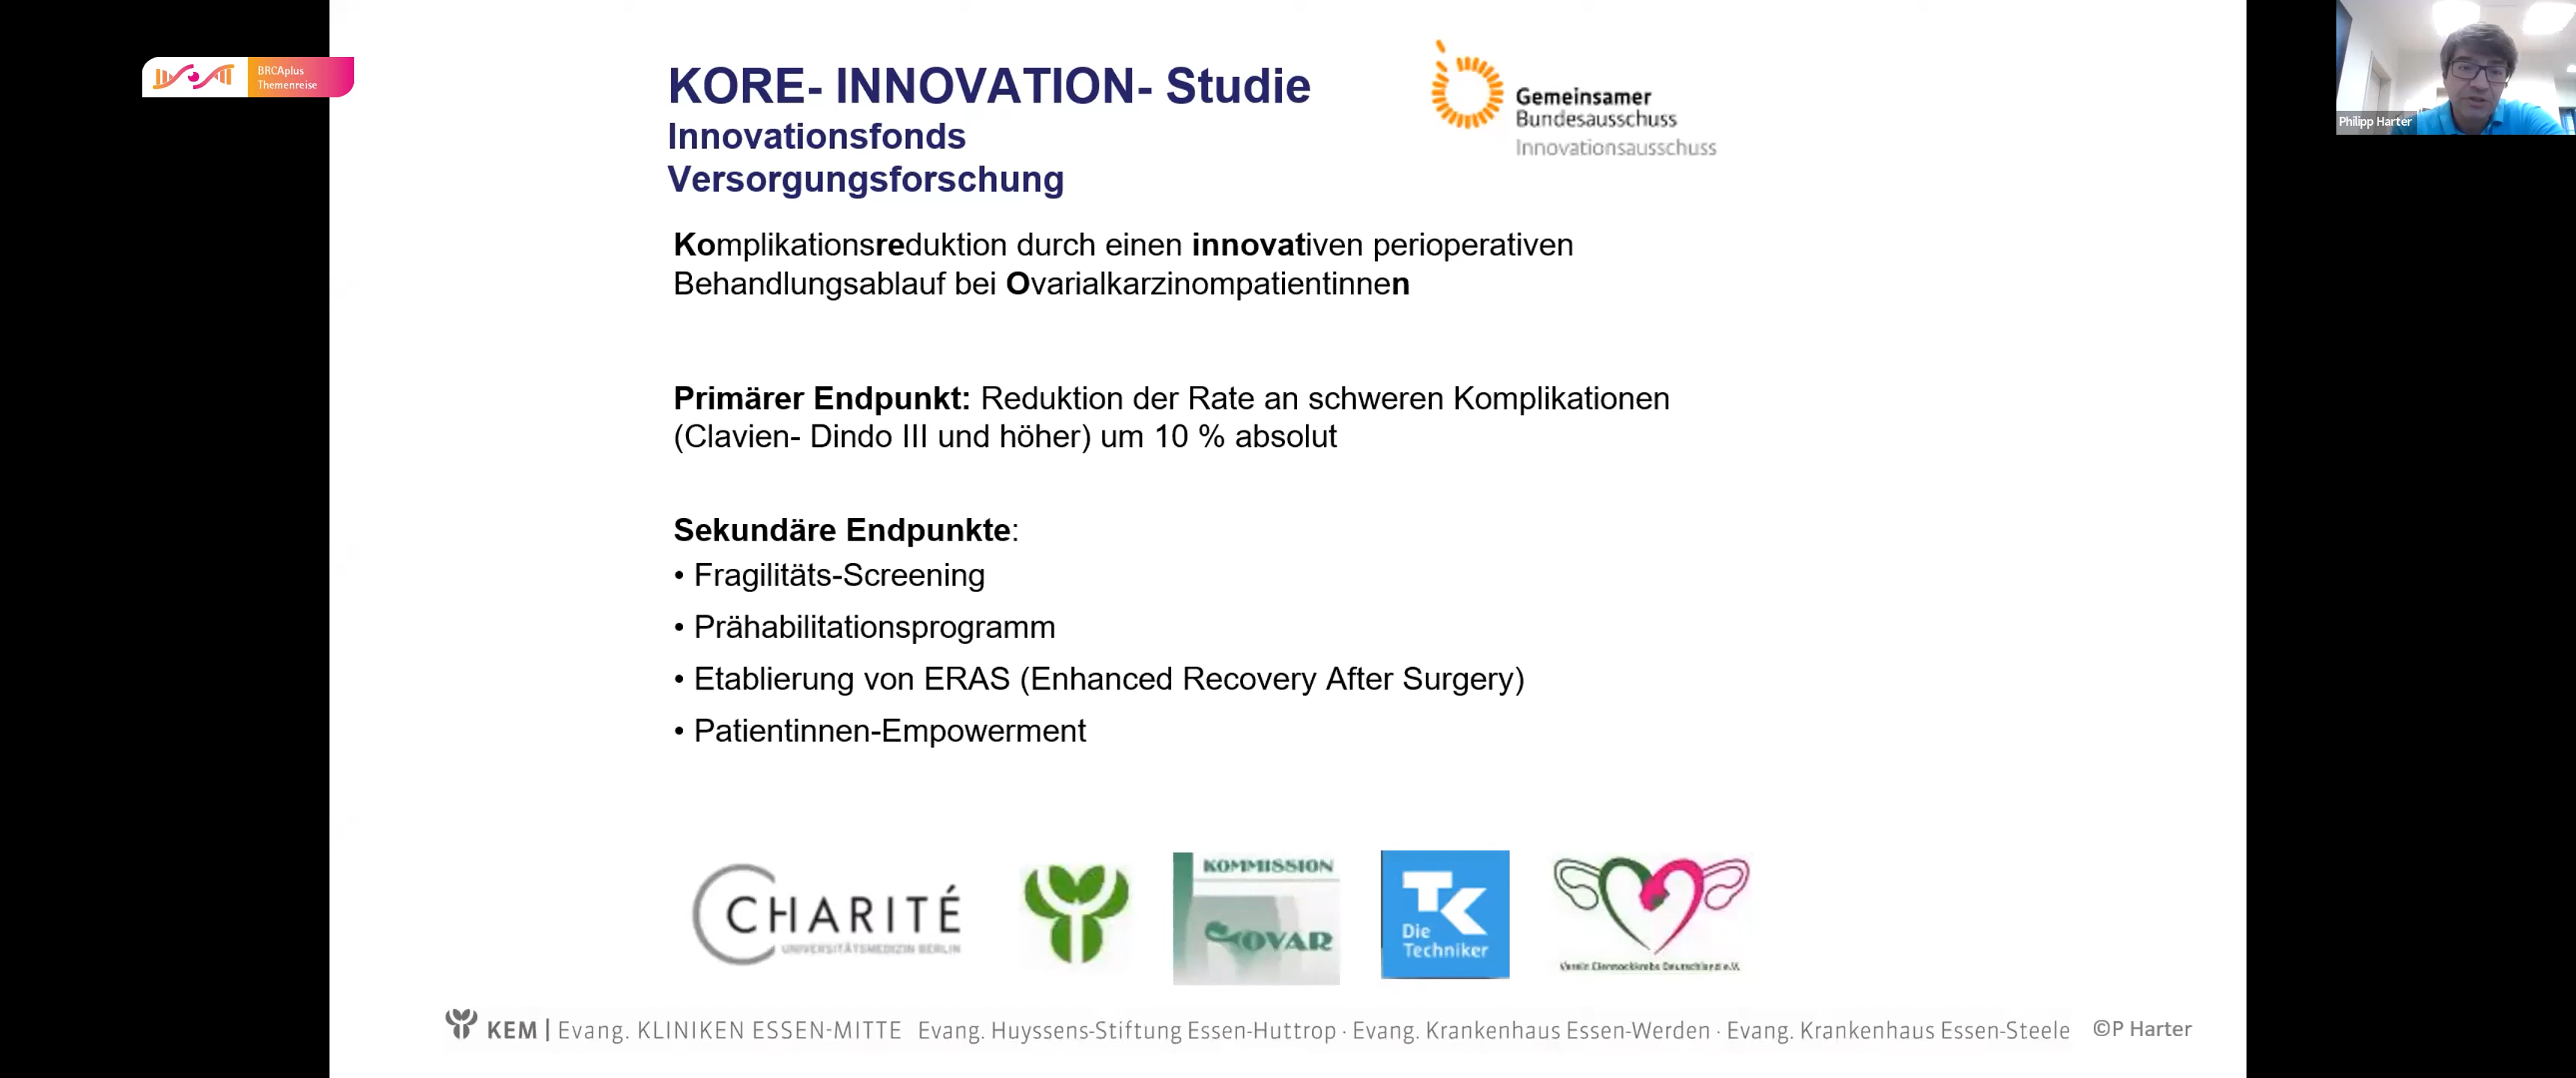 BRCAplus
Themenreise
KORE- INNOVATION- Studie
Innovationsfonds
Versorgungsforschung
Gemeinsamer
Bundesausschuss
Innovationsausschuss
Philipp Harter
Komplikationsreduktion durch einen innovativen perioperativen
Behandlungsablauf bei Ovarialkarzinompatientinnen
Primärer Endpunkt: Reduktion der Rate an schweren Komplikationen
(Clavien- Dindo III und höher) um 10 % absolut
Sekundäre Endpunkte:
• Fragilitäts-Screening
• Prähabilitationsprogramm
• Etablierung von ERAS (Enhanced Recovery After Surgery)
• Patientinnen-Empowerment
CHARITÉ
UNIVERSITÄTSMEDIZIN BERLIN
KOMMISSION
OVAR
TK
Die
Techniker
Verein Eierstockkrebs Deutschland e.V.
KEM | Evang. KLINIKEN ESSEN-MITTE Evang. Huyssens-Stiftung Essen-Huttrop · Evang. Krankenhaus Essen-Werden · Evang. Krankenhaus Essen-Steele ©P Harter